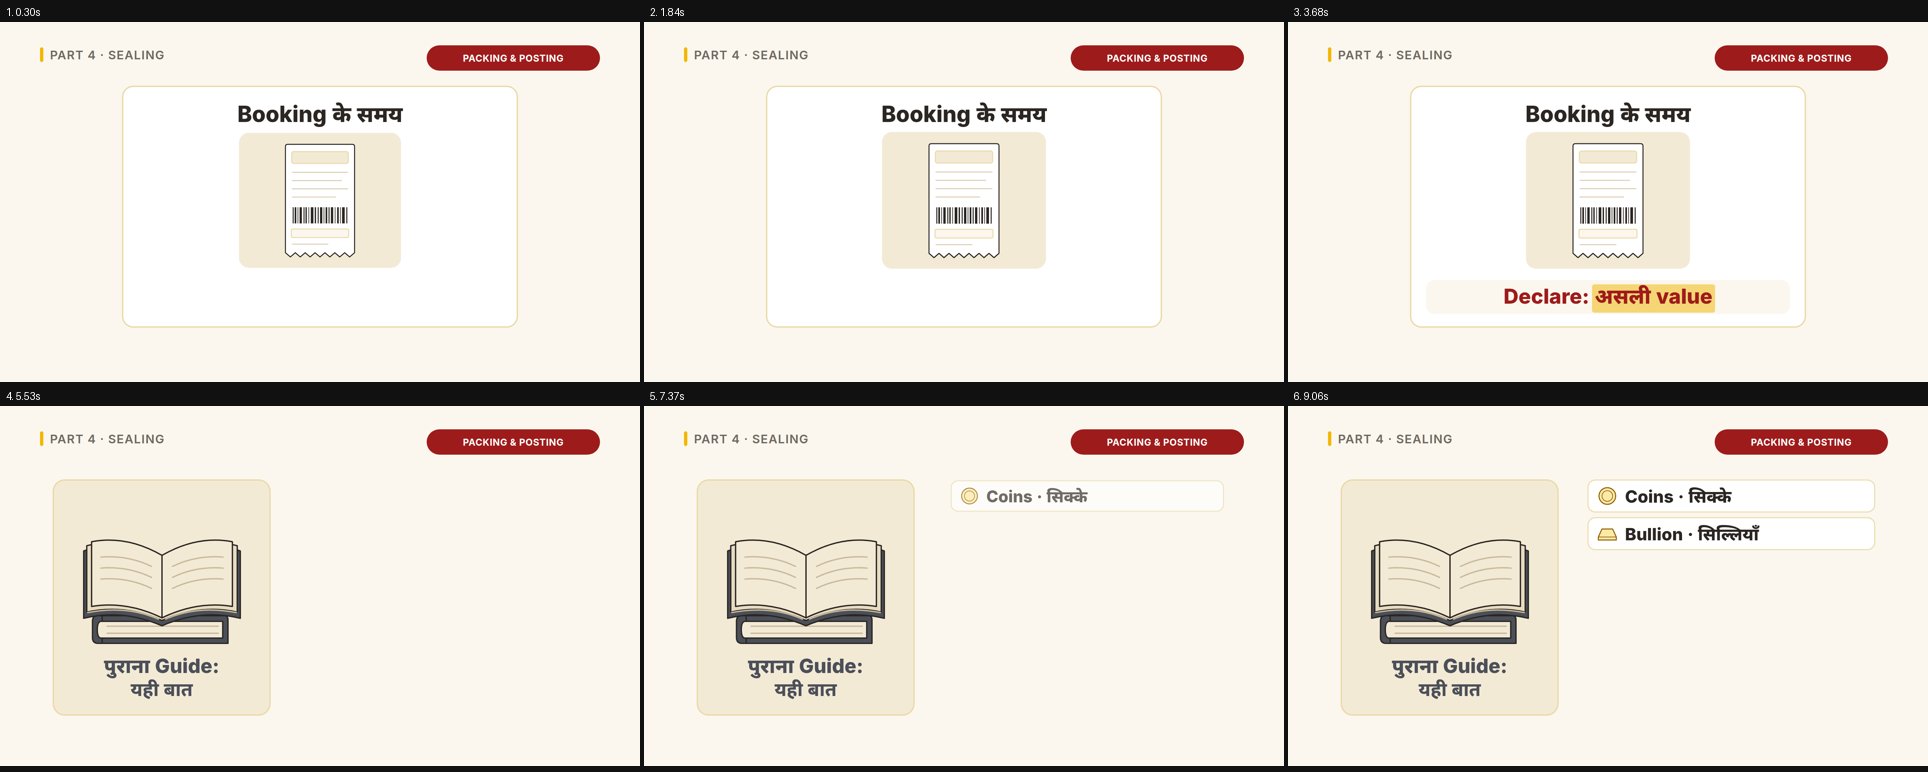 1. 0.30s
PART 4 · SEALING
PACKING & POSTING
Booking के समय
2. 1.84s
PART 4 · SEALING
PACKING & POSTING
Booking के समय
3. 3.68s
PART 4 · SEALING
PACKING & POSTING
Booking के समय
Declare: असली value
4. 5.53s
PART 4 · SEALING
PACKING & POSTING
पुराना Guide:
यही बात
5. 7.37s
PART 4 · SEALING
PACKING & POSTING
Coins · सिक्के
पुराना Guide:
यही बात
6. 9.06s
PART 4 · SEALING
PACKING & POSTING
Coins · सिक्के
Bullion · सिल्लियाँ
पुराना Guide:
यही बात